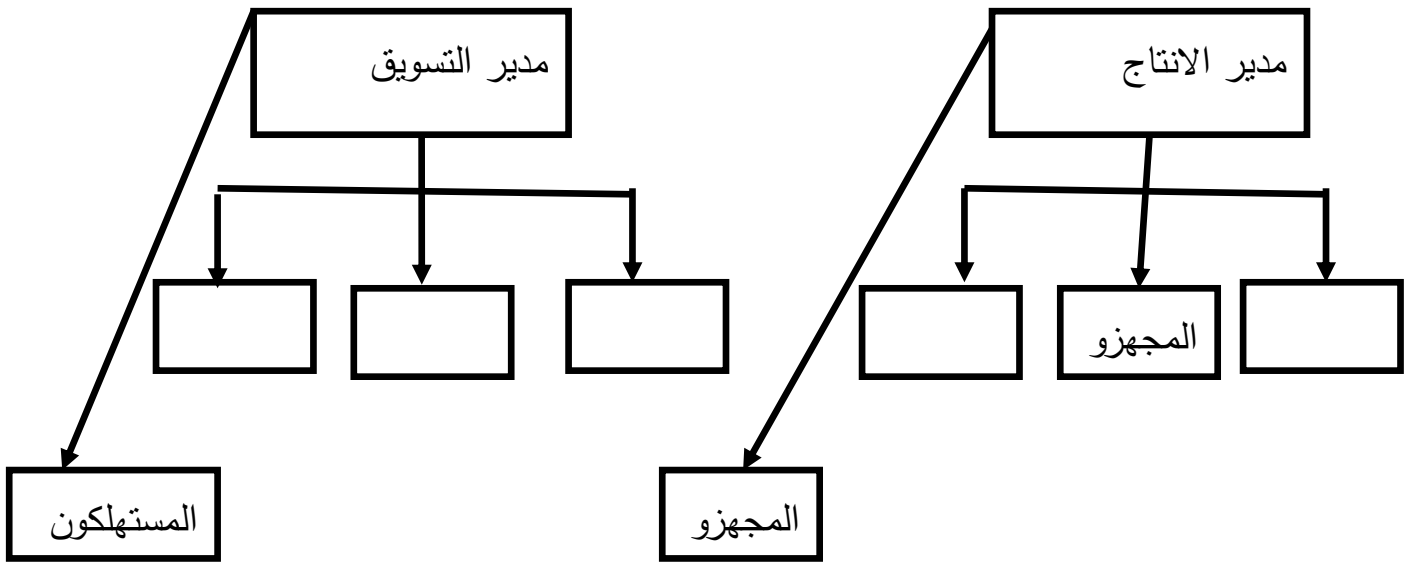 مدير الانتاج
مدير التسويق
المجهزو
المجهزو
المستهلكون